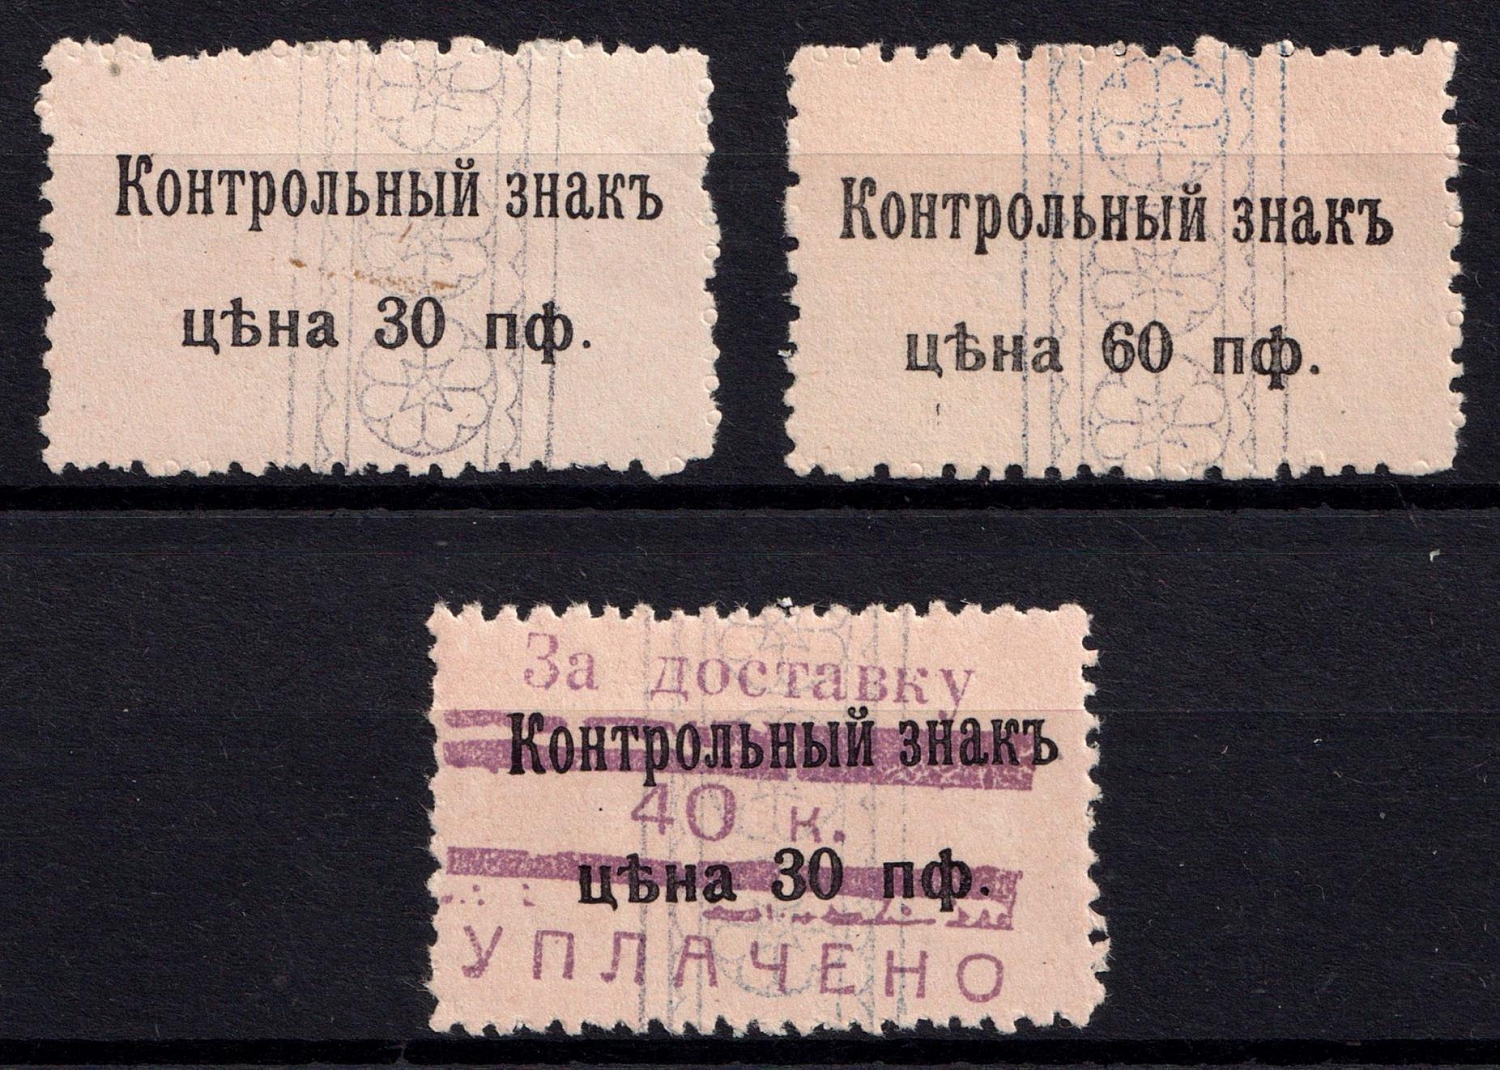 Контрольный знакъ
цѣна 30 пф.
Контрольный знакъ
цѣна 60 пф.
За доставку
Контрольный знакъ
40 к.
цѣна 30 пф.
УПЛАЧЕНО